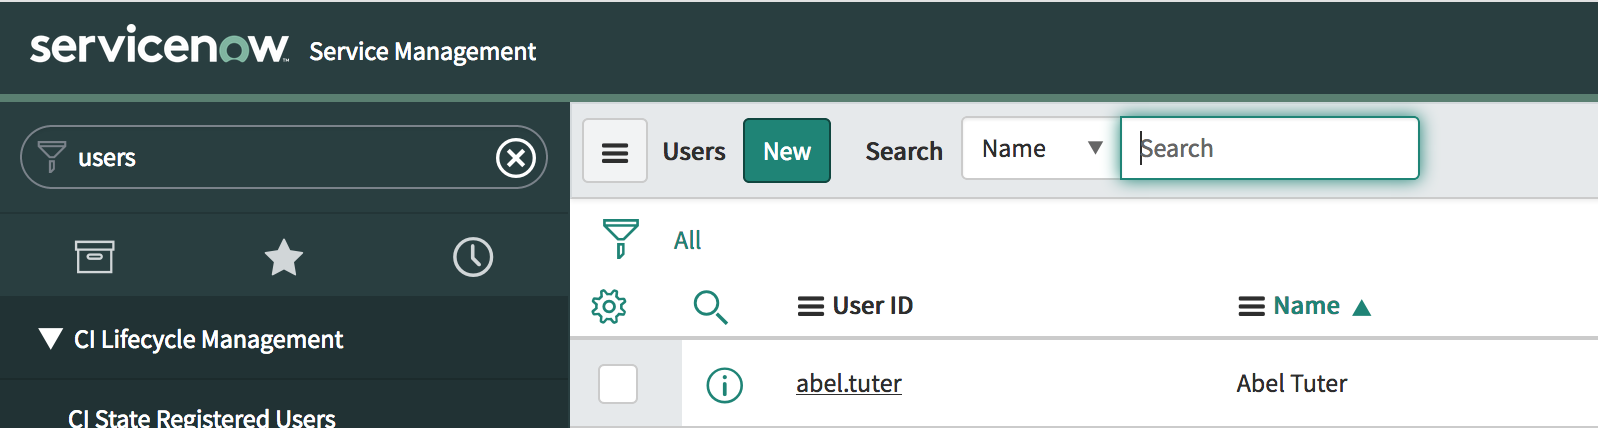 servicenow™ Service Management
users
Users New Search Name Search
All
User ID Name
CI Lifecycle Management
abel.tuter Abel Tuter
CI State Registered Users